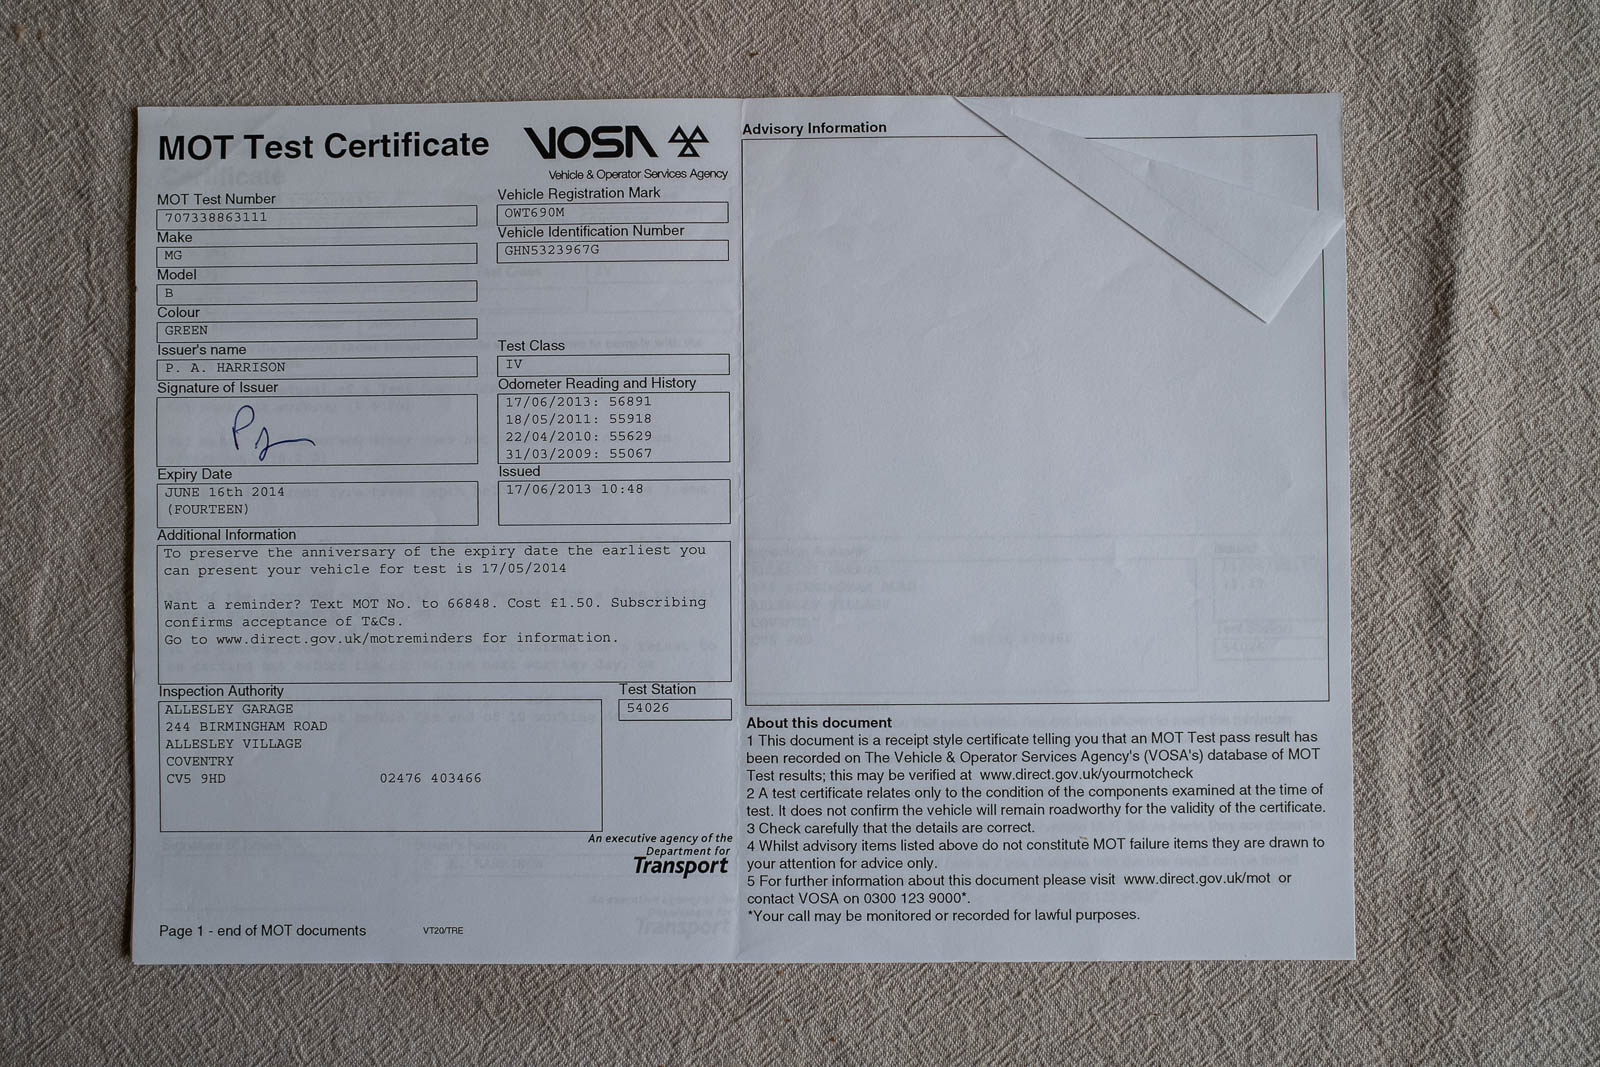 MOT Test Certificate
VOSA
Vehicle & Operator Services Agency
MOT Test Number
707338863111
Vehicle Registration Mark
OWT690M
Make
MG
Vehicle Identification Number
GHN5323967G
Model
B
Colour
GREEN
Issuer's name
P. A. HARRISON
Test Class
IV
Signature of Issuer
Odometer Reading and History
17/06/2013: 56891
18/05/2011: 55918
22/04/2010: 55629
31/03/2009: 55067
Expiry Date
JUNE 16th 2014
(FOURTEEN)
Issued
17/06/2013 10:48
Additional Information
To preserve the anniversary of the expiry date the earliest you
can present your vehicle for test is 17/05/2014
Want a reminder? Text MOT No. to 66848. Cost £1.50. Subscribing
confirms acceptance of T&Cs.
Go to www.direct.gov.uk/motreminders for information.
Inspection Authority
ALLESLEY GARAGE
244 BIRMINGHAM ROAD
ALLESLEY VILLAGE
COVENTRY
CV5 9HD 02476 403466
Test Station
54026
An executive agency of the
Department for
Transport
Page 1 - end of MOT documents
VT20/TRE
Advisory Information
About this document
1 This document is a receipt style certificate telling you that an MOT Test pass result has
been recorded on The Vehicle & Operator Services Agency's (VOSA's) database of MOT
Test results; this may be verified at www.direct.gov.uk/yourmotcheck
2 A test certificate relates only to the condition of the components examined at the time of
test. It does not confirm the vehicle will remain roadworthy for the validity of the certificate.
3 Check carefully that the details are correct.
4 Whilst advisory items listed above do not constitute MOT failure items they are drawn to
your attention for advice only.
5 For further information about this document please visit www.direct.gov.uk/mot or
contact VOSA on 0300 123 9000*.
*Your call may be monitored or recorded for lawful purposes.